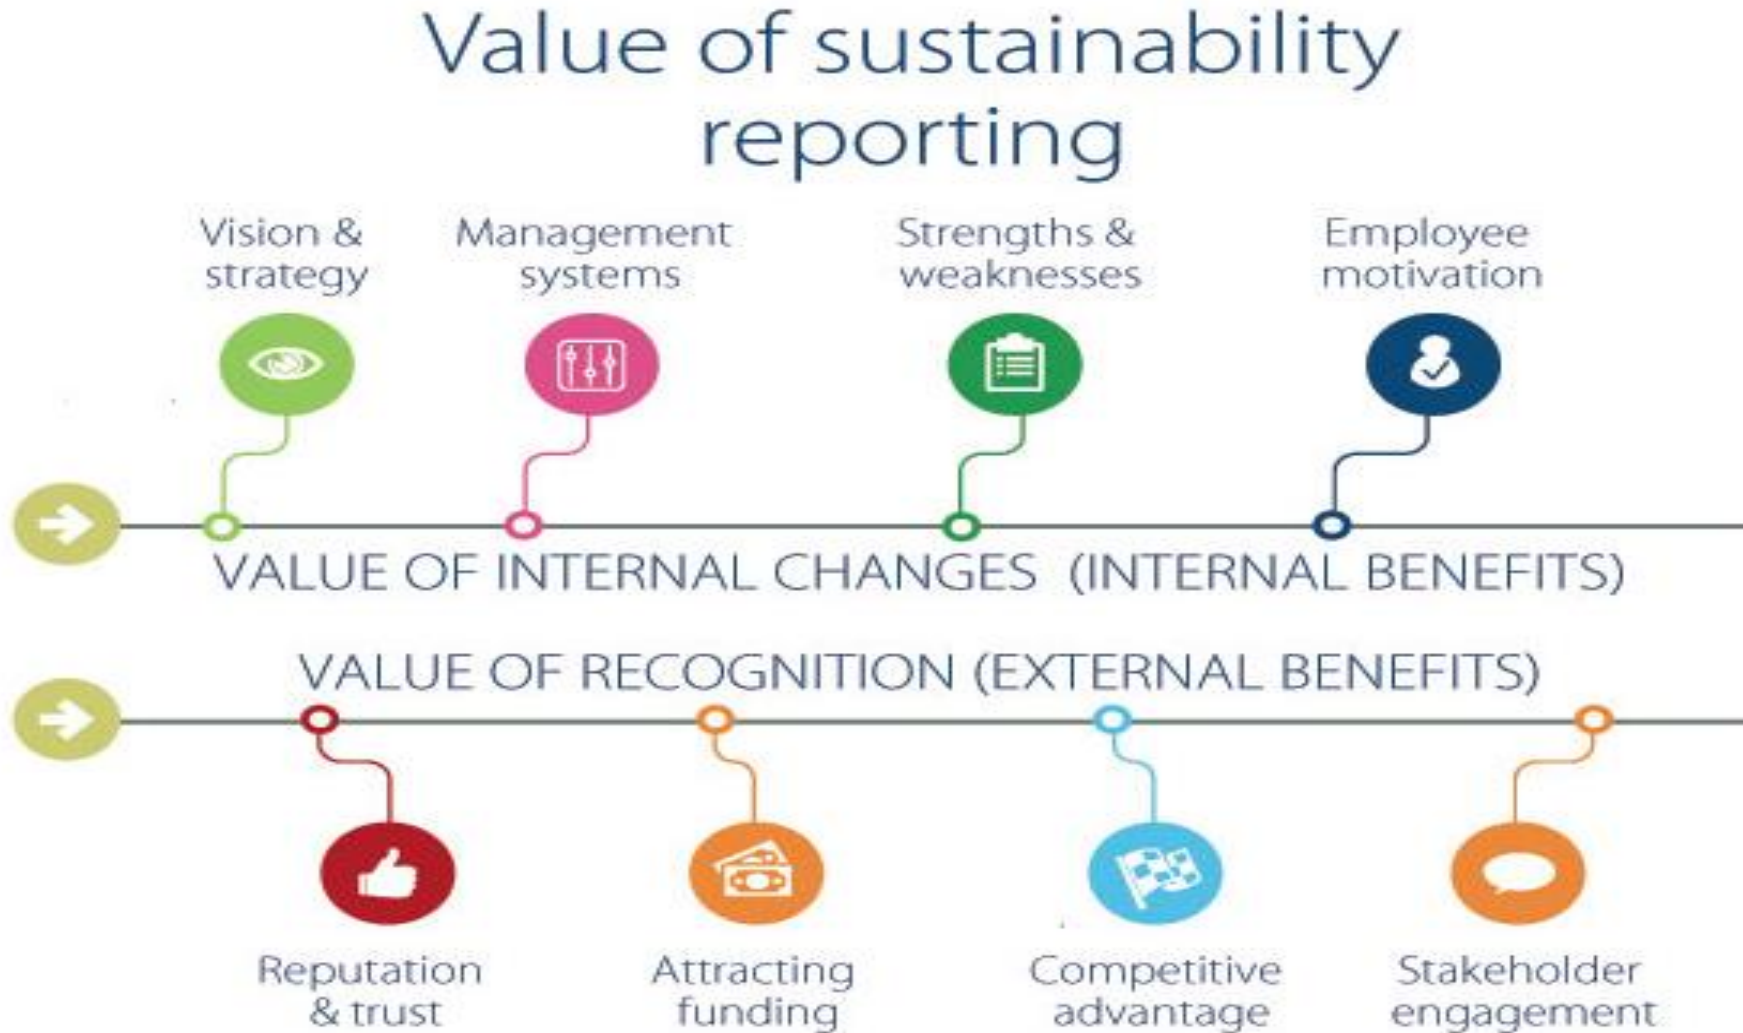 Value of sustainability
reporting
Vision &
strategy
Management
systems
Strengths &
weaknesses
Employee
motivation
VALUE OF INTERNAL CHANGES (INTERNAL BENEFITS)
VALUE OF RECOGNITION (EXTERNAL BENEFITS)
Reputation
& trust
Attracting
funding
Competitive
advantage
Stakeholder
engagement